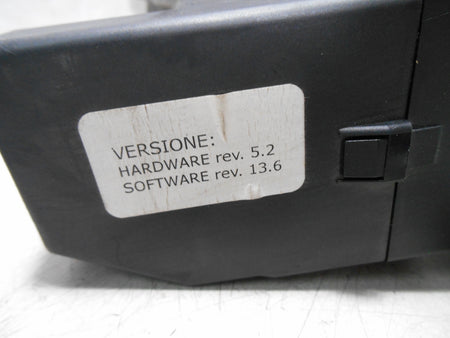 VERSIONE:
HARDWARE rev. 5.2
SOFTWARE rev. 13.6